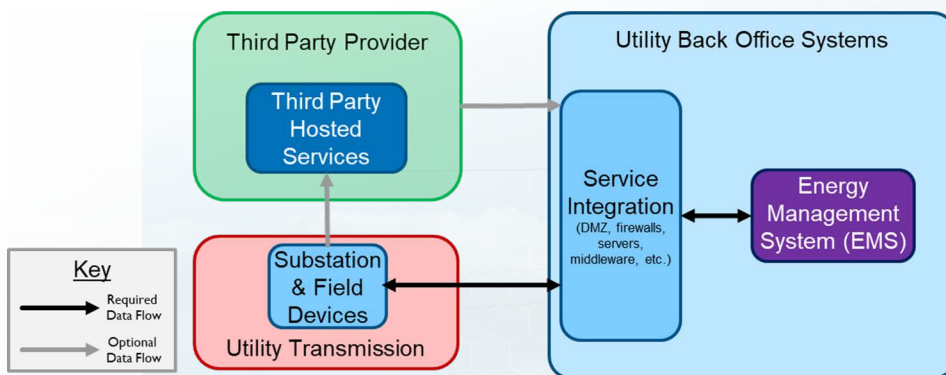 Third Party Provider
Third Party
Hosted
Services
Utility Back Office Systems
Service
Integration
(DMZ, firewalls,
servers,
middleware, etc.)
Energy
Management
System (EMS)
Substation
& Field
Devices
Utility Transmission
Key
Required
Data Flow
Optional
Data Flow